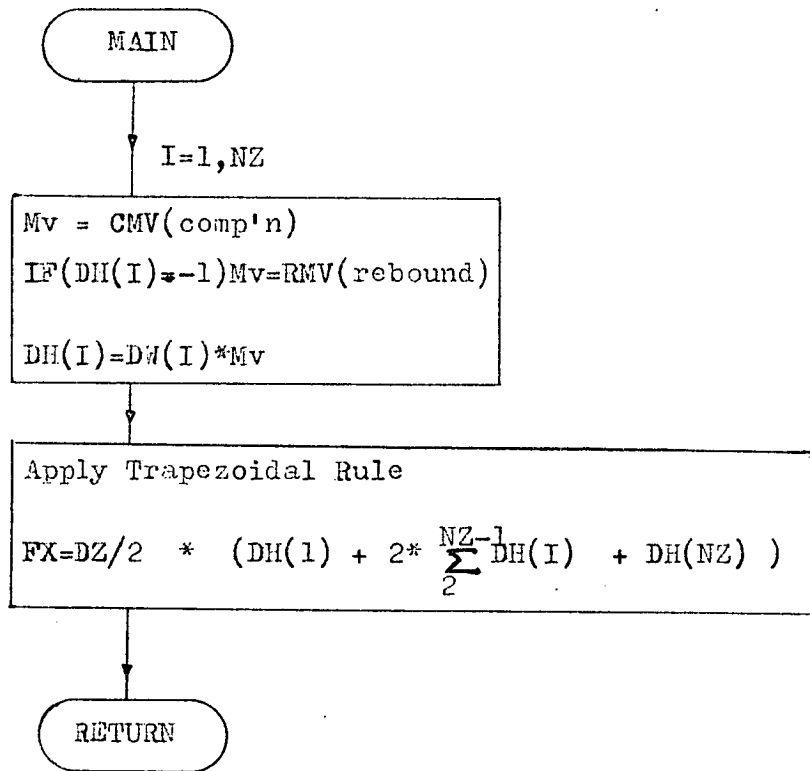 MAIN
I=1,NZ
Mv = CMV(comp'n)
IF(DH(I)=-1)Mv=RMV(rebound)
DH(I)=DW(I)*Mv
Apply Trapezoidal Rule
NZ-1
FX=DZ/2 * (DH(1) + 2* ∑ DH(I) + DH(NZ) )
2
RETURN